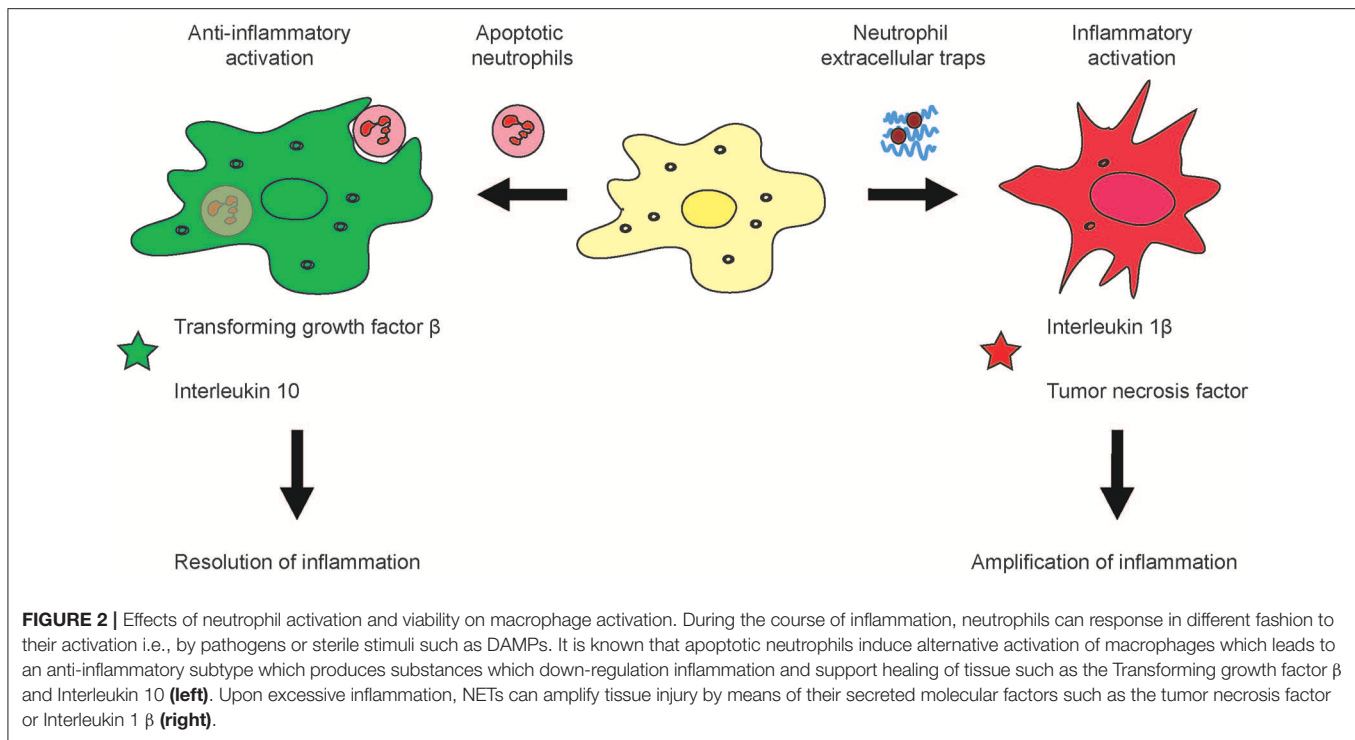 Anti-inflammatory
activation
Apoptotic
neutrophils
Neutrophil
extracellular traps
Inflammatory
activation
Transforming growth factor β
Interleukin 10
Interleukin 1β
Tumor necrosis factor
Resolution of inflammation
Amplification of inflammation
FIGURE 2 | Effects of neutrophil activation and viability on macrophage activation. During the course of inflammation, neutrophils can response in different fashion to
their activation i.e., by pathogens or sterile stimuli such as DAMPs. It is known that apoptotic neutrophils induce alternative activation of macrophages which leads to
an anti-inflammatory subtype which produces substances which down-regulation inflammation and support healing of tissue such as the Transforming growth factor β
and Interleukin 10 (left). Upon excessive inflammation, NETs can amplify tissue injury by means of their secreted molecular factors such as the tumor necrosis factor
or Interleukin 1 β (right).